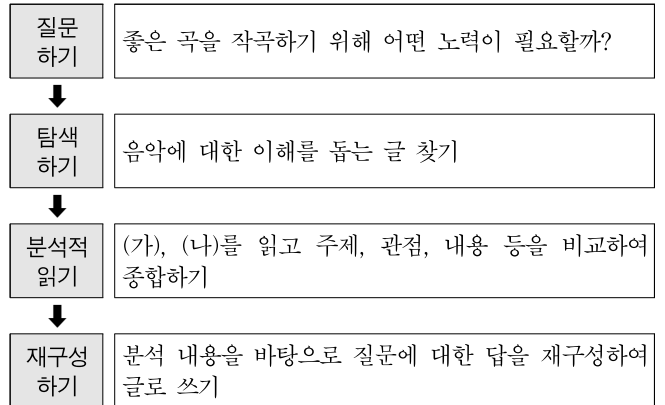 질문
하기
좋은 곡을 작곡하기 위해 어떤 노력이 필요할까?
탐색
하기
음악에 대한 이해를 돕는 글 찾기
분석적
읽기
(가), (나)를 읽고 주제, 관점, 내용 등을 비교하여
종합하기
재구성
하기
분석 내용을 바탕으로 질문에 대한 답을 재구성하여
글로 쓰기